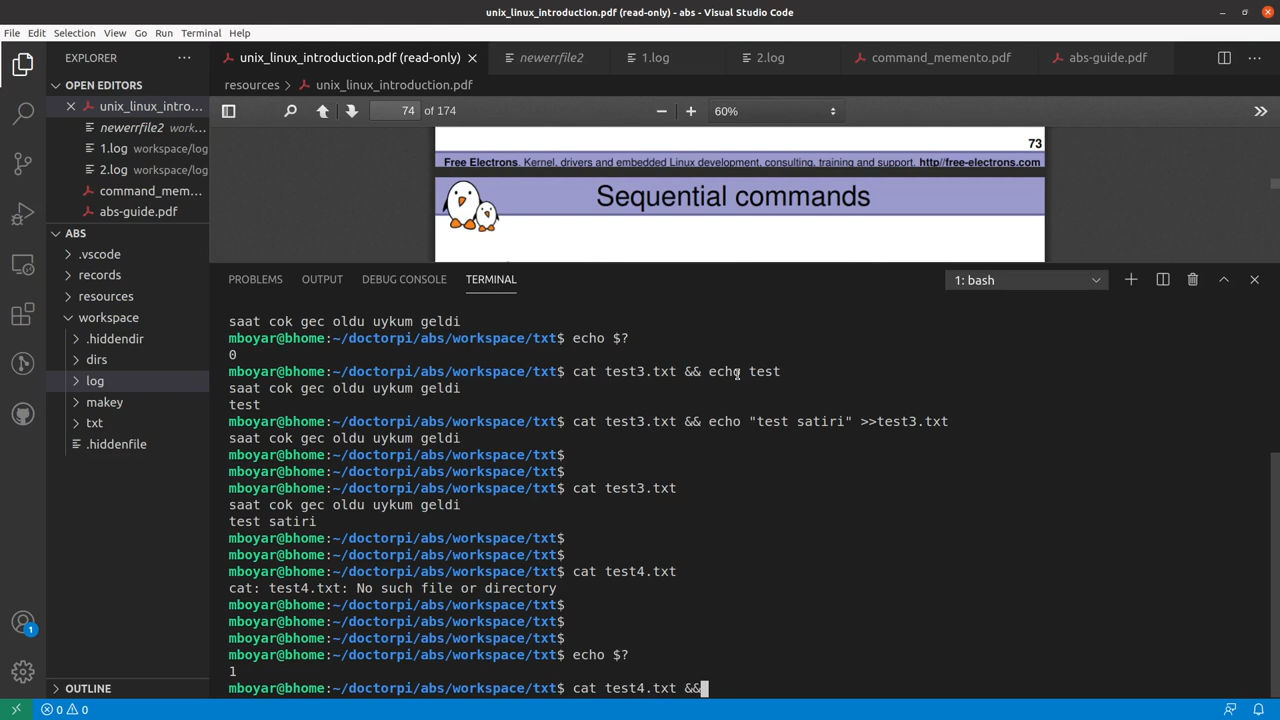 unix_linux_introduction.pdf (read-only) - abs - Visual Studio Code
File Edit Selection View Go Run Terminal Help
EXPLORER
unix_linux_introduction.pdf (read-only)
newerrfile2
1.log
2.log
command_memento.pdf
abs-guide.pdf
OPEN EDITORS
unix_linux_intro...
newerrfile2 work...
1.log workspace/log
2.log workspace/log
command_mem...
abs-guide.pdf
ABS
.vscode
records
resources
workspace
.hiddendir
dirs
log
makey
txt
.hiddenfile
OUTLINE
resources > unix_linux_introduction.pdf
74 of 174
60%
73
Free Electrons. Kernel, drivers and embedded Linux development, consulting, training and support. http//free-electrons.com
Sequential commands
PROBLEMS OUTPUT DEBUG CONSOLE TERMINAL
1: bash
saat cok gec oldu uykum geldi
mboyar@bhome:~/doctorpi/abs/workspace/txt$ echo $?
0
mboyar@bhome:~/doctorpi/abs/workspace/txt$ cat test3.txt && echo test
saat cok gec oldu uykum geldi
test
mboyar@bhome:~/doctorpi/abs/workspace/txt$ cat test3.txt && echo "test satiri" >>test3.txt
saat cok gec oldu uykum geldi
mboyar@bhome:~/doctorpi/abs/workspace/txt$
mboyar@bhome:~/doctorpi/abs/workspace/txt$
mboyar@bhome:~/doctorpi/abs/workspace/txt$ cat test3.txt
saat cok gec oldu uykum geldi
test satiri
mboyar@bhome:~/doctorpi/abs/workspace/txt$
mboyar@bhome:~/doctorpi/abs/workspace/txt$
mboyar@bhome:~/doctorpi/abs/workspace/txt$ cat test4.txt
cat: test4.txt: No such file or directory
mboyar@bhome:~/doctorpi/abs/workspace/txt$
mboyar@bhome:~/doctorpi/abs/workspace/txt$
mboyar@bhome:~/doctorpi/abs/workspace/txt$
mboyar@bhome:~/doctorpi/abs/workspace/txt$ echo $?
1
mboyar@bhome:~/doctorpi/abs/workspace/txt$ cat test4.txt &&
1
0 0